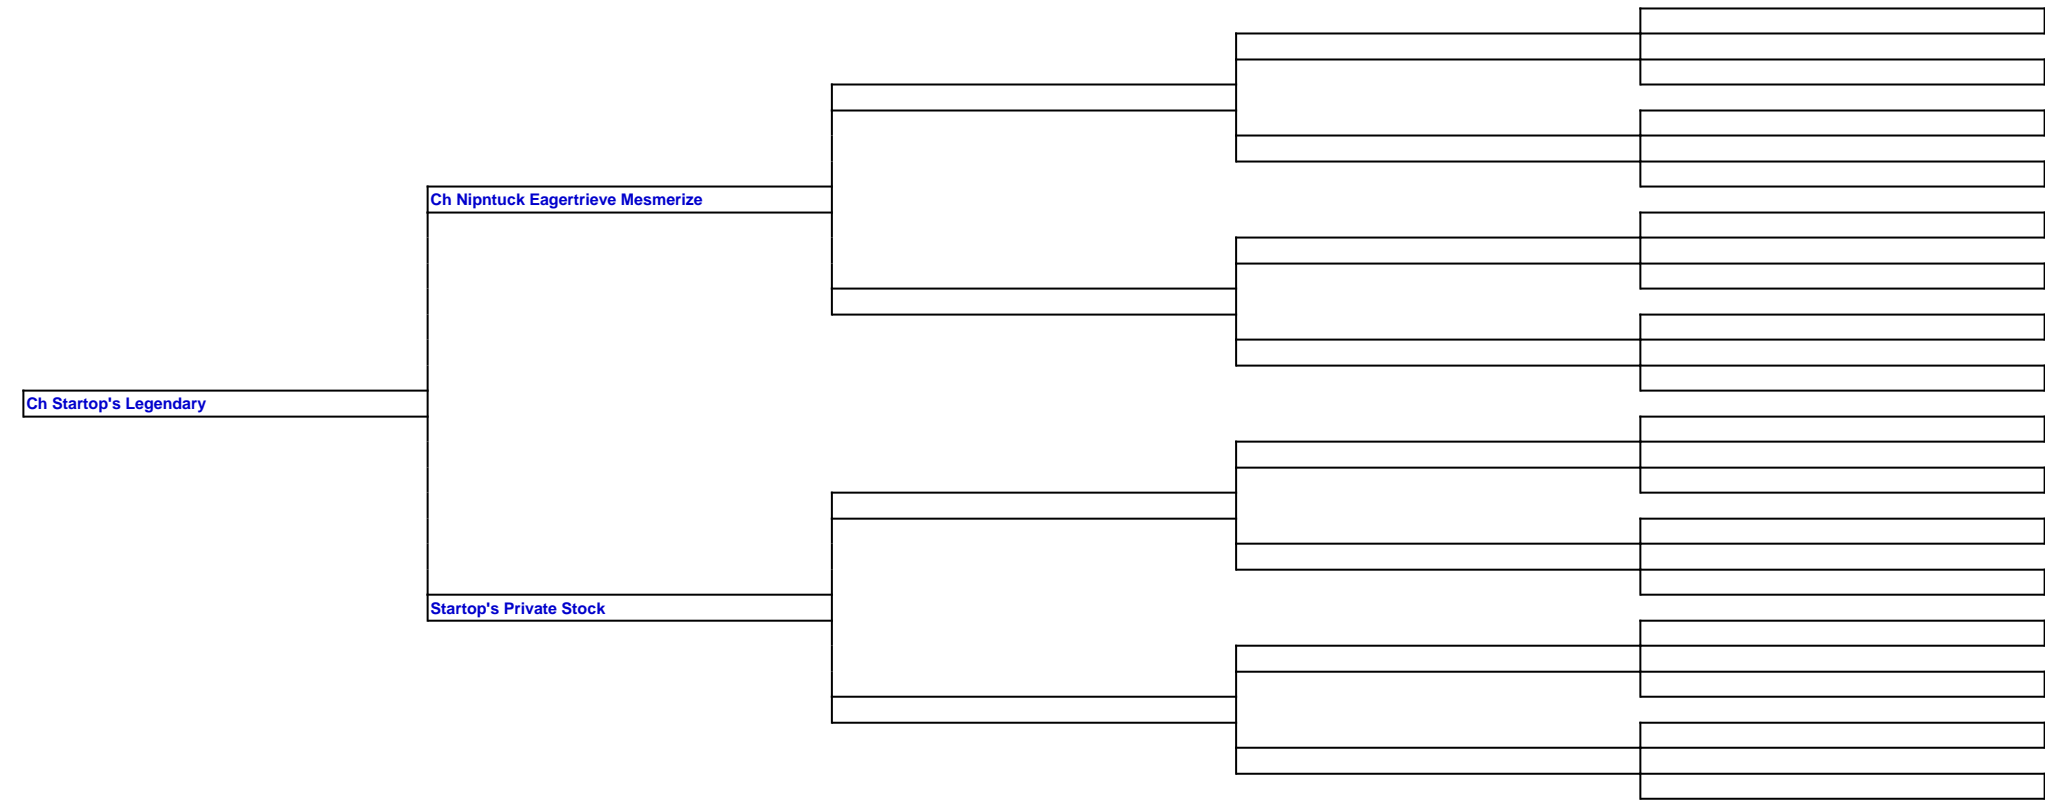 Ch Nipntuck Eagertrieve Mesmerize
Ch Startop's Legendary
Startop's Private Stock